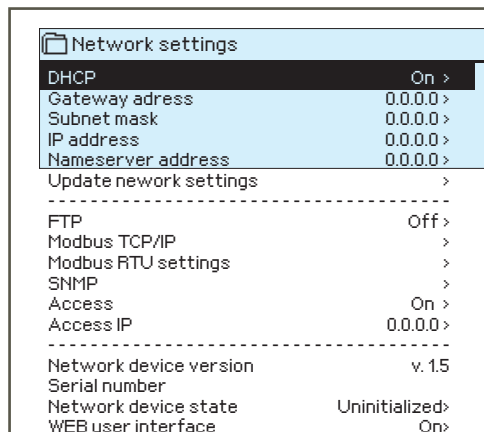 Network settings
DHCP On >
Gateway adress 0.0.0.0 >
Subnet mask 0.0.0.0 >
IP address 0.0.0.0 >
Nameserver address 0.0.0.0 >
Update nework settings >
- - - - - - - - - - - - - - - - - - - - - - - - - - - - - - - - - - - - - -
FTP Off >
Modbus TCP/IP >
Modbus RTU settings >
SNMP >
Access On >
Access IP 0.0.0.0 >
- - - - - - - - - - - - - - - - - - - - - - - - - - - - - - - - - - - - - -
Network device version v. 1.5
Serial number
Network device state Uninitialized>
WEB user interface On>